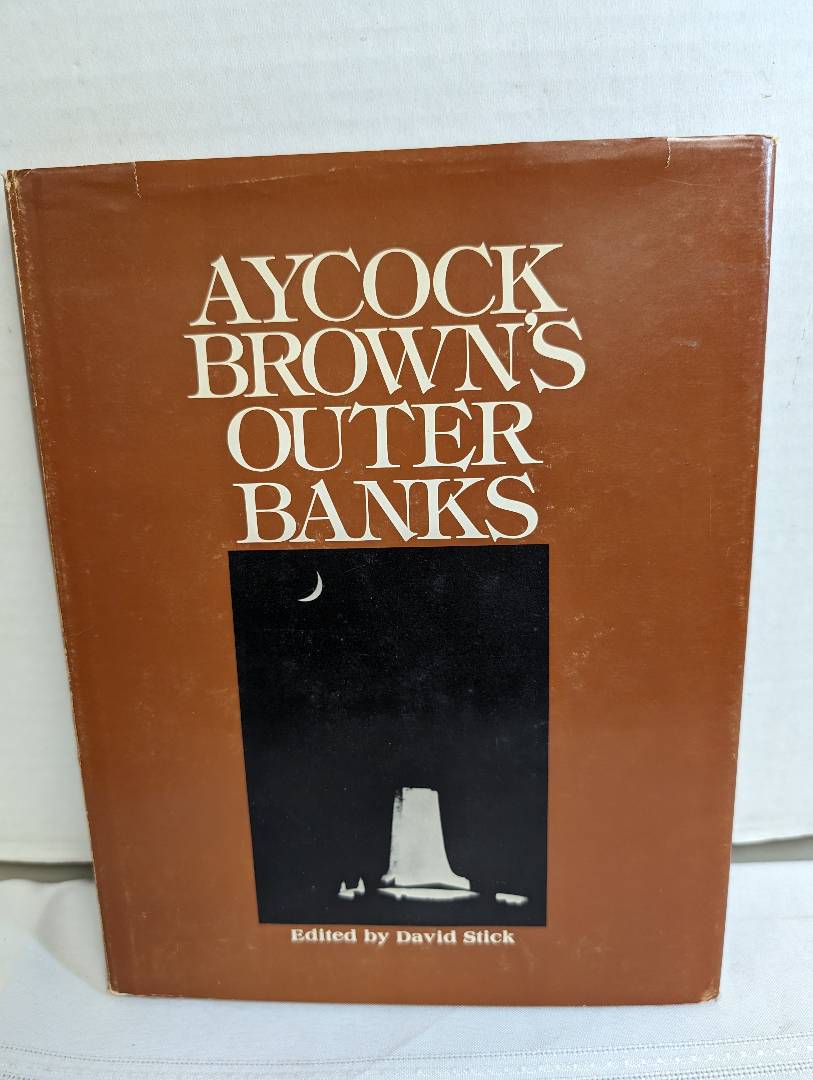 AYCOCK
BROWN'S
OUTER
BANKS
Edited by David Stick